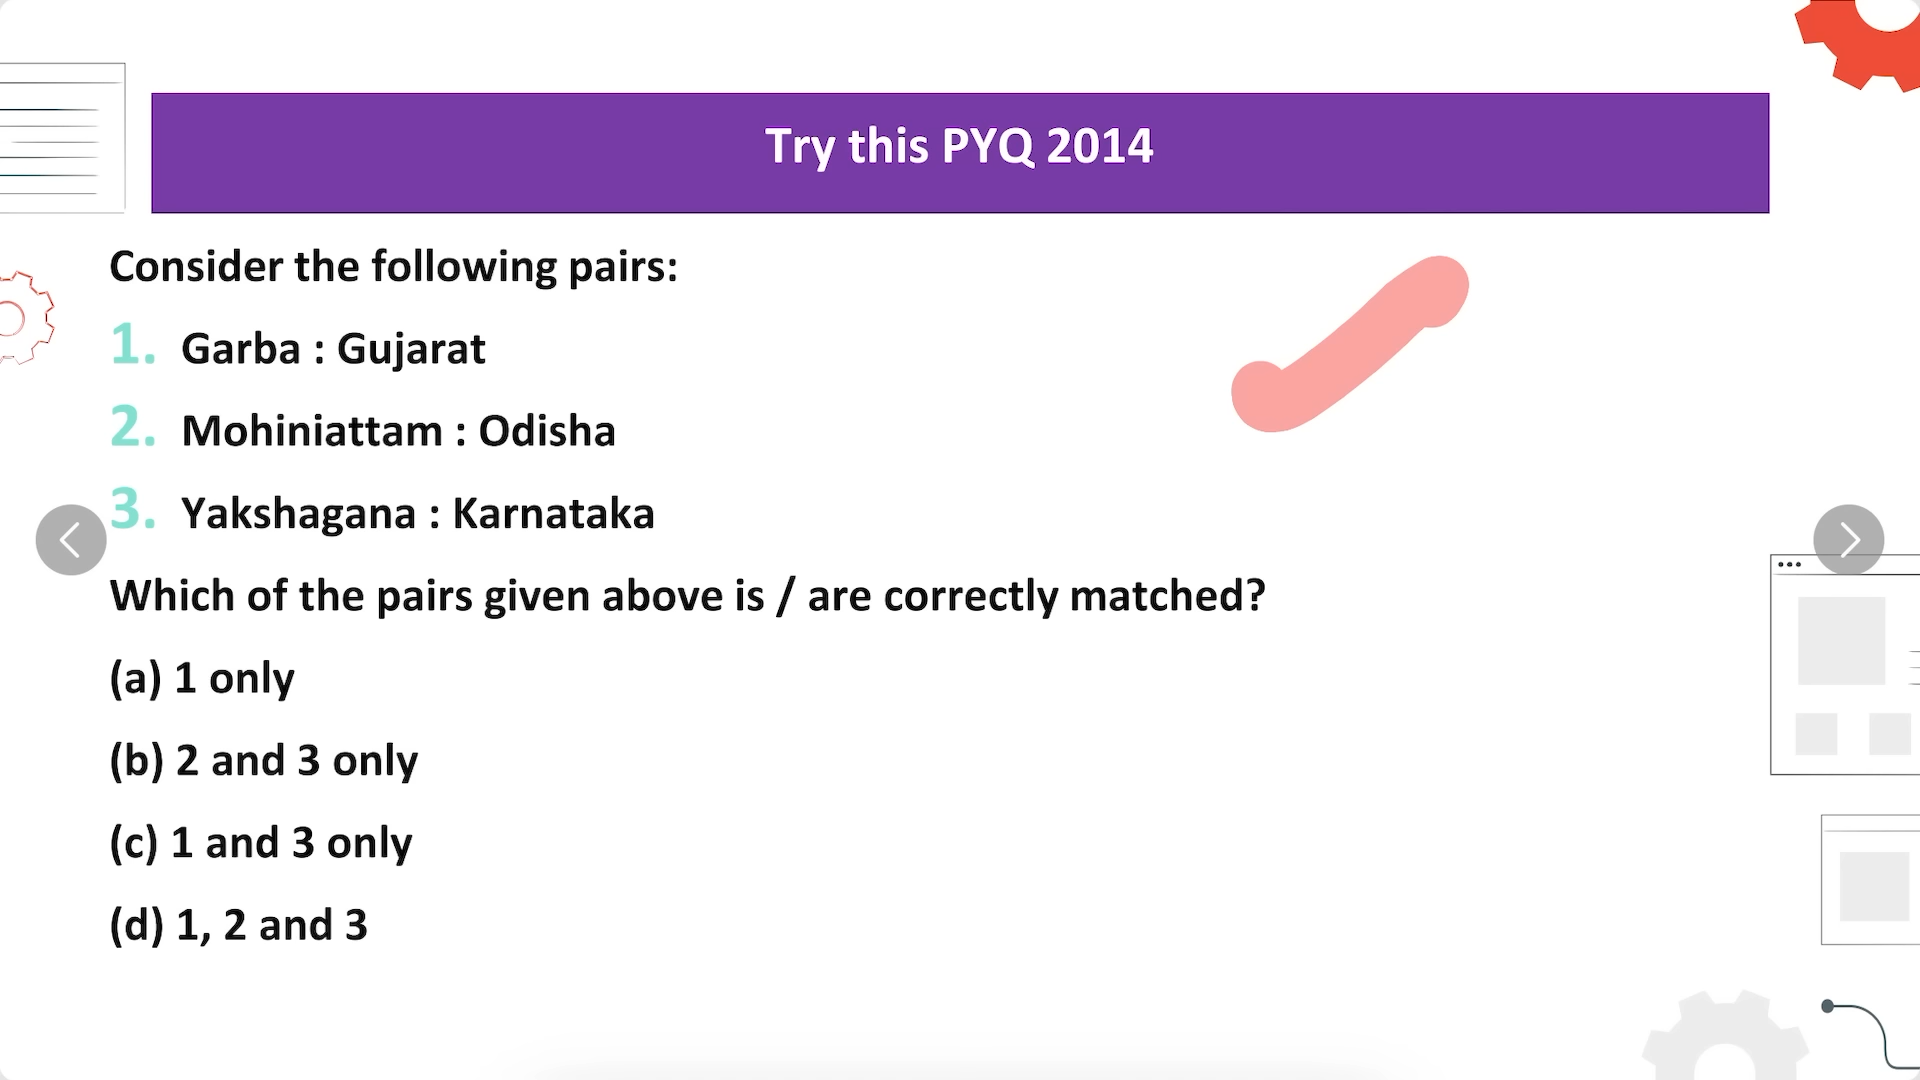 Try this PYQ 2014
Consider the following pairs:
1. Garba : Gujarat
2. Mohiniattam : Odisha
3. Yakshagana : Karnataka
Which of the pairs given above is / are correctly matched?
(a) 1 only
(b) 2 and 3 only
(c) 1 and 3 only
(d) 1, 2 and 3